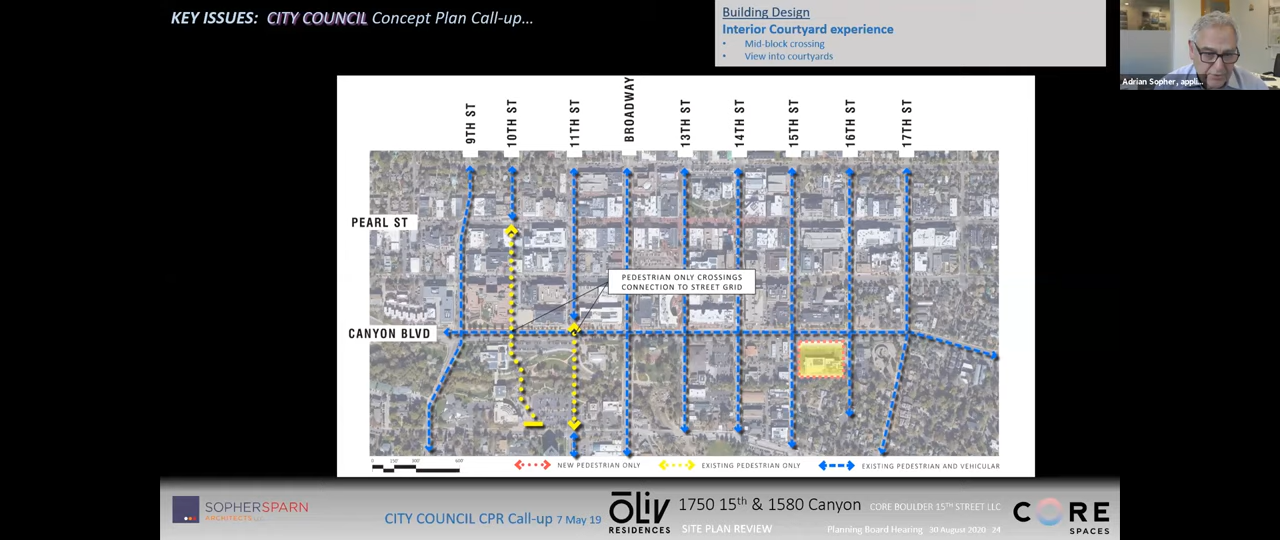 KEY ISSUES: CITY COUNCIL Concept Plan Call-up...
Building Design
Interior Courtyard experience
• Mid-block crossing
• View into courtyards
Adrian Sopher, appli...
9TH ST
10TH ST
11TH ST
BROADWAY
13TH ST
14TH ST
15TH ST
16TH ST
17TH ST
PEARL ST
PEDESTRIAN ONLY CROSSINGS
CONNECTION TO STREET GRID
CANYON BLVD
NEW PEDESTRIAN ONLY
EXISTING PEDESTRIAN ONLY
EXISTING PEDESTRIAN AND VEHICULAR
SOPHERSPARN
ARCHITECTS
CITY COUNCIL CPR Call-up 7 May 19
ōLiv
RESIDENCES
1750 15th & 1580 Canyon
CORE BOULDER 15TH STREET LLC
SITE PLAN REVIEW
Planning Board Hearing 30 August 2020 24
CORE
SPACES